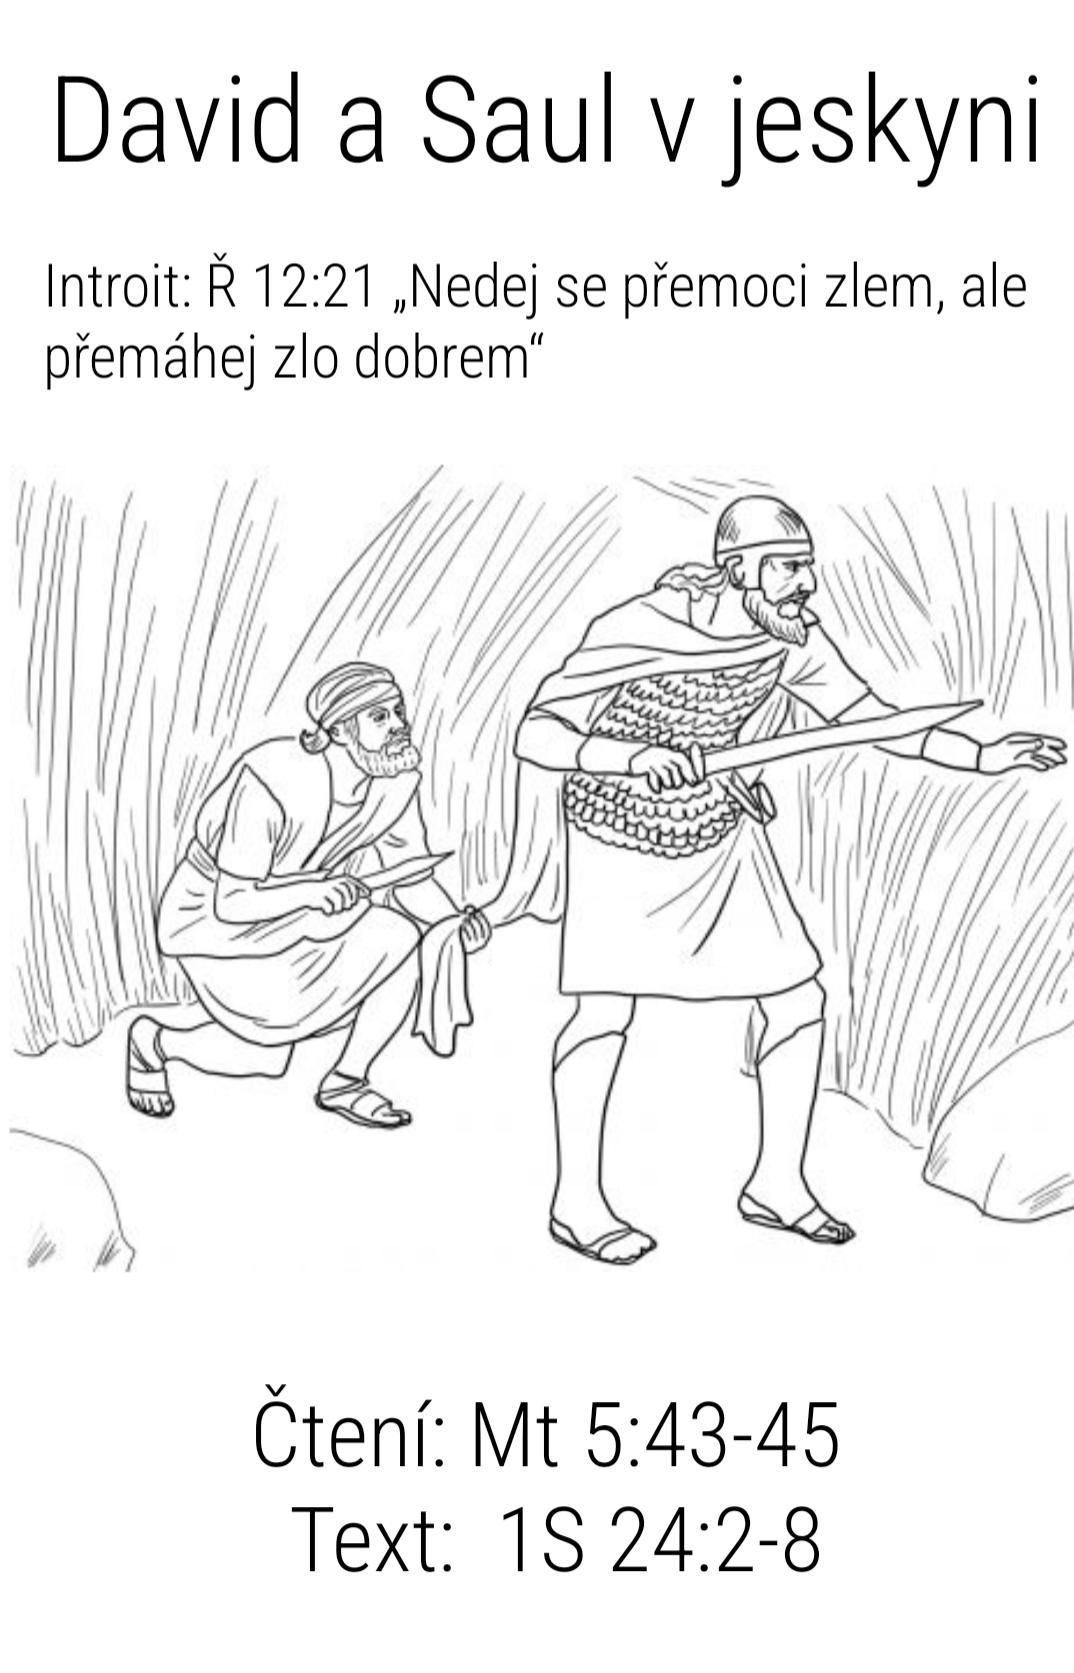 David a Saul v jeskyni
Introit: Ř 12:21 „Nedej se přemoci zlem, ale
přemáhej zlo dobrem“
Čtení: Mt 5:43-45
Text:  1S 24:2-8